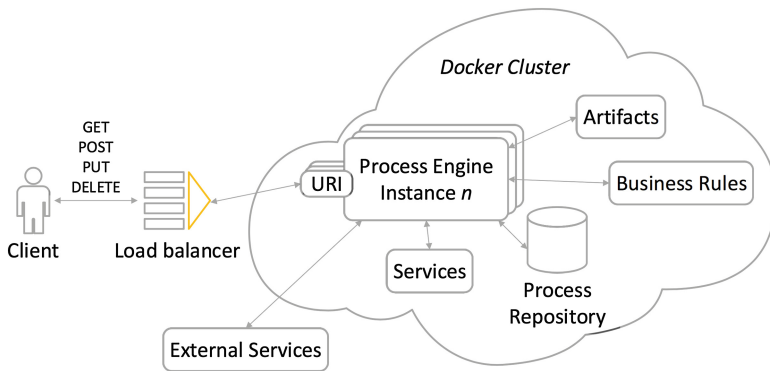 Docker Cluster
GET
POST
PUT
DELETE
Client
Load balancer
URI
Process Engine
Instance n
Artifacts
Business Rules
Services
Process
Repository
External Services